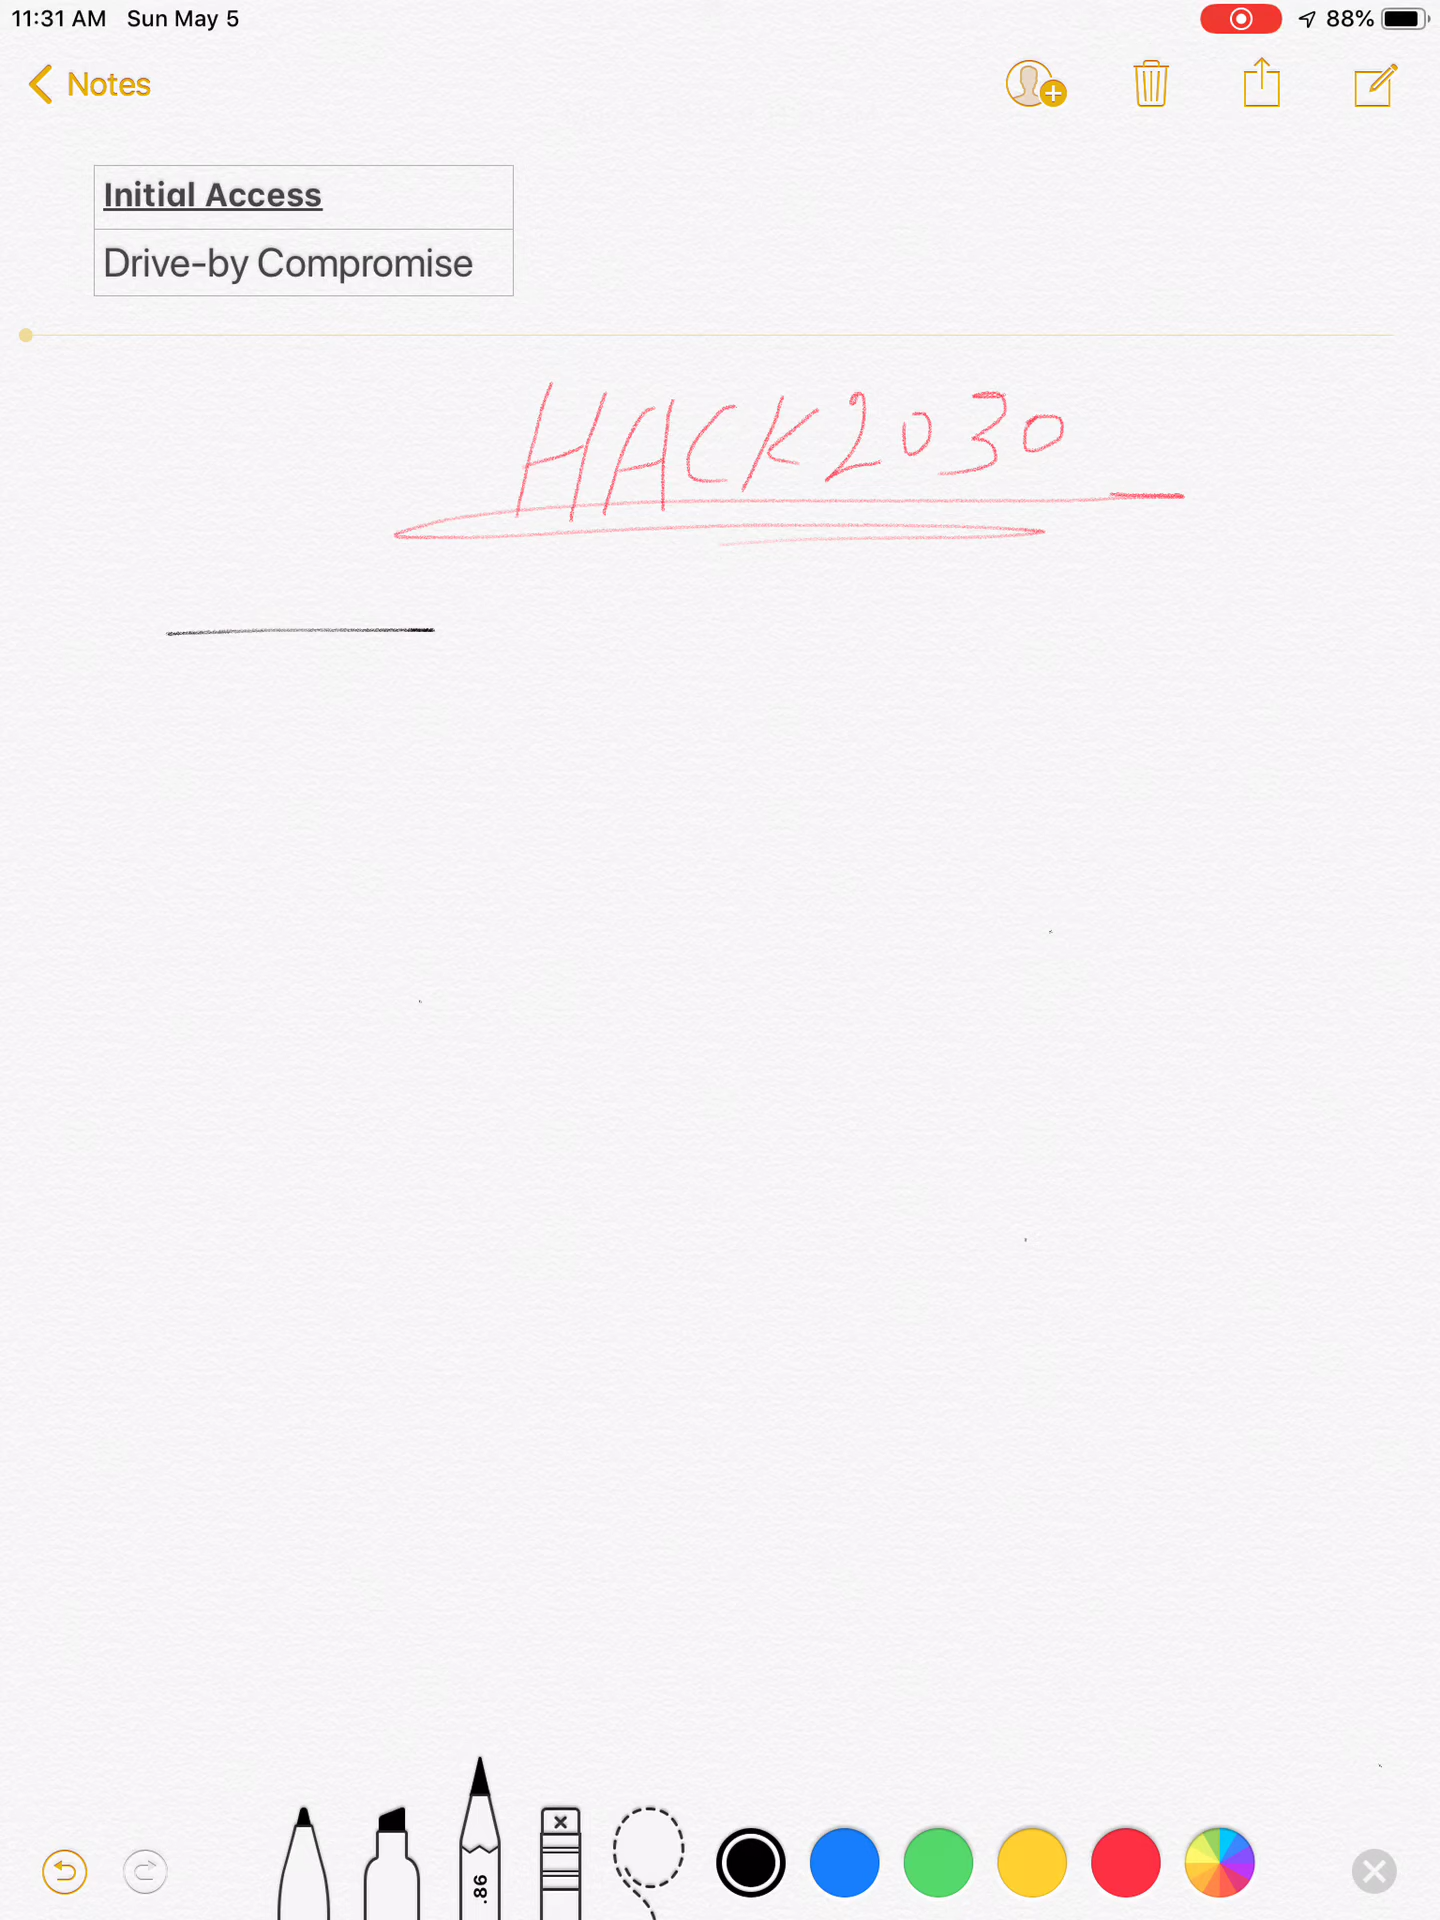 11:31 AM Sun May 5 88%
Notes
Initial Access
Drive-by Compromise
HACK2030
.86